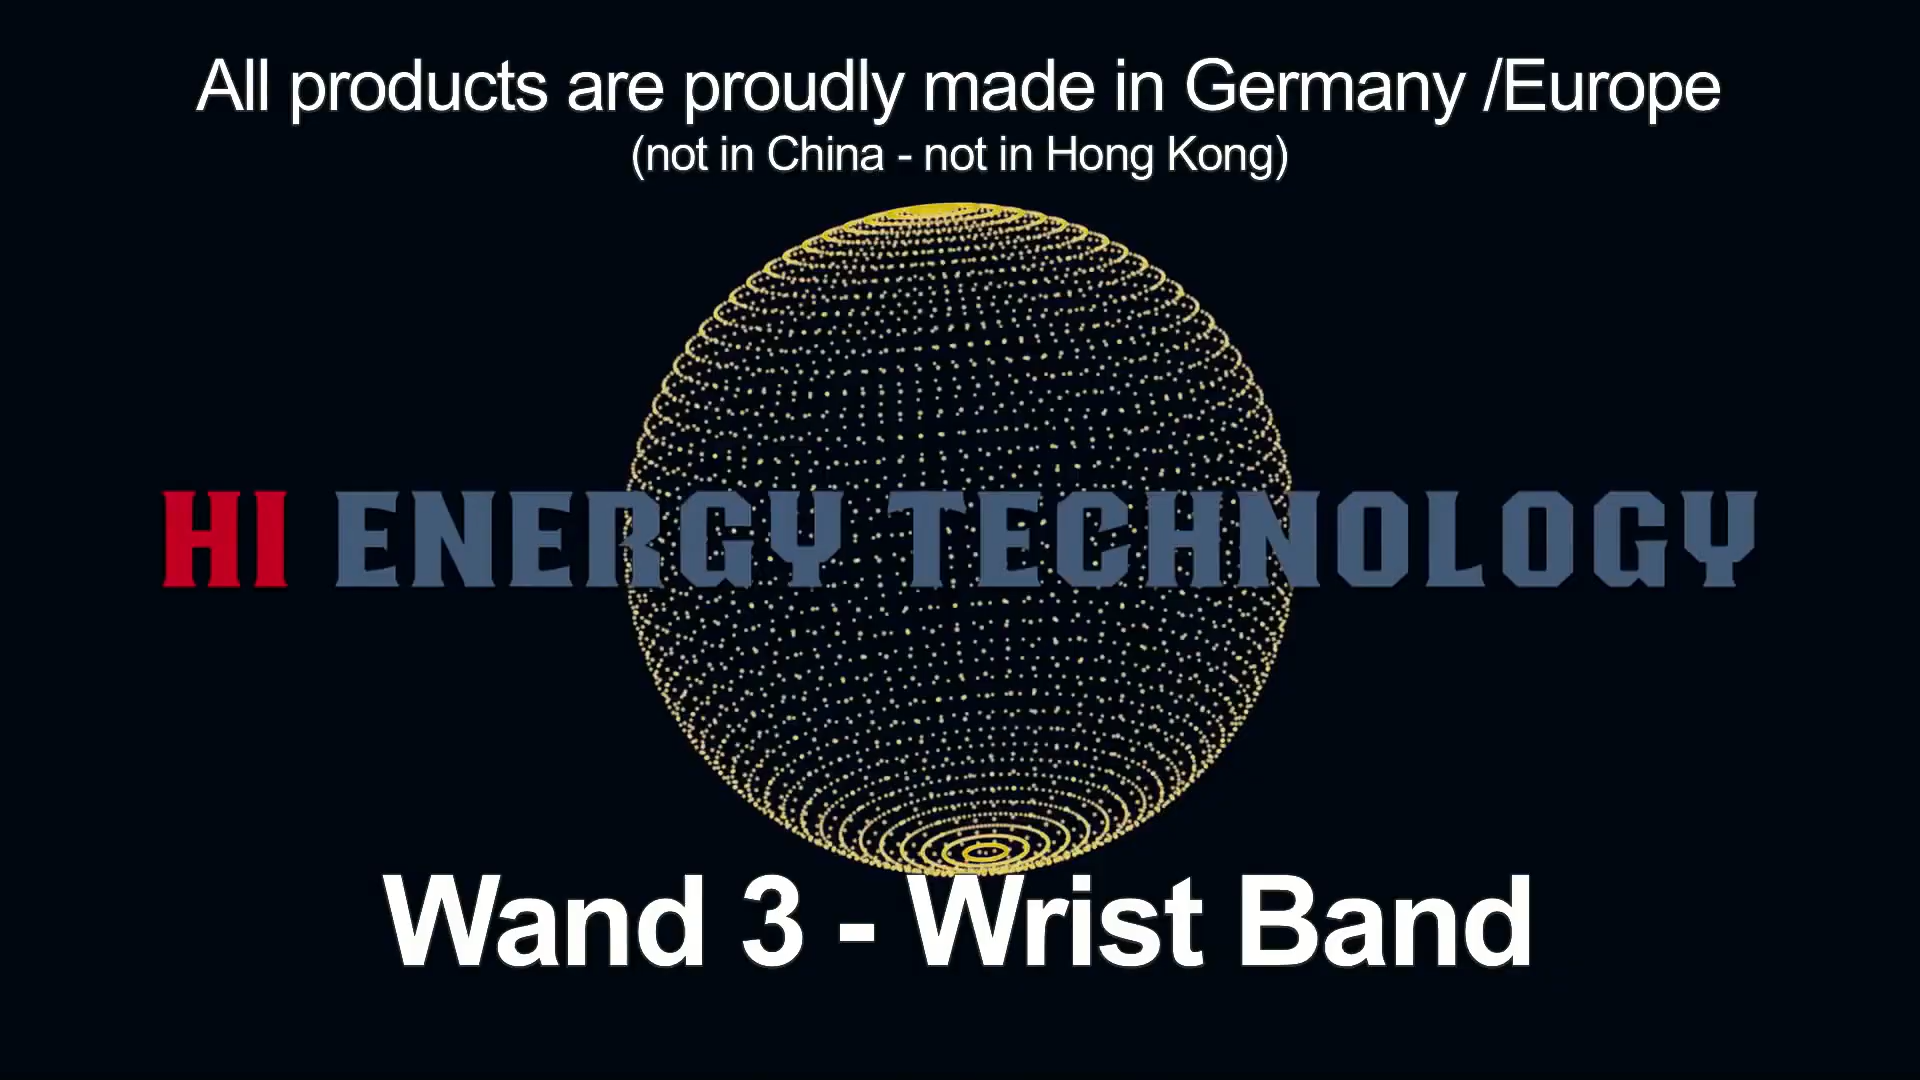 All products are proudly made in Germany /Europe
(not in China - not in Hong Kong)
HI ENERGY TECHNOLOGY
Wand 3 - Wrist Band